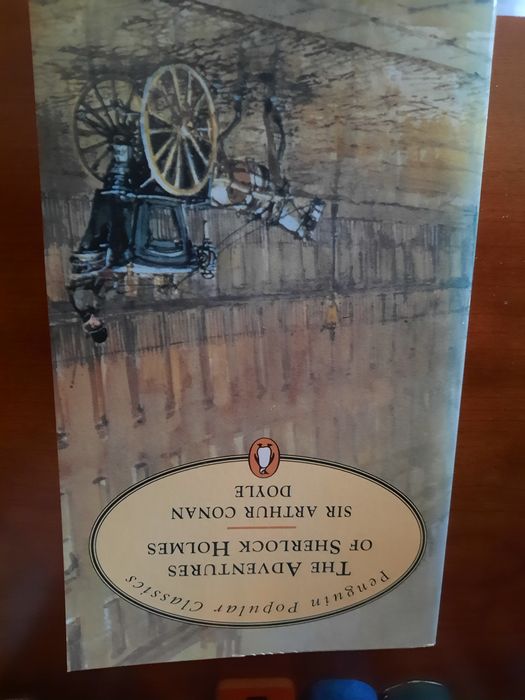 Penguin Popular Classics
THE ADVENTURES
OF SHERLOCK HOLMES
SIR ARTHUR CONAN
DOYLE